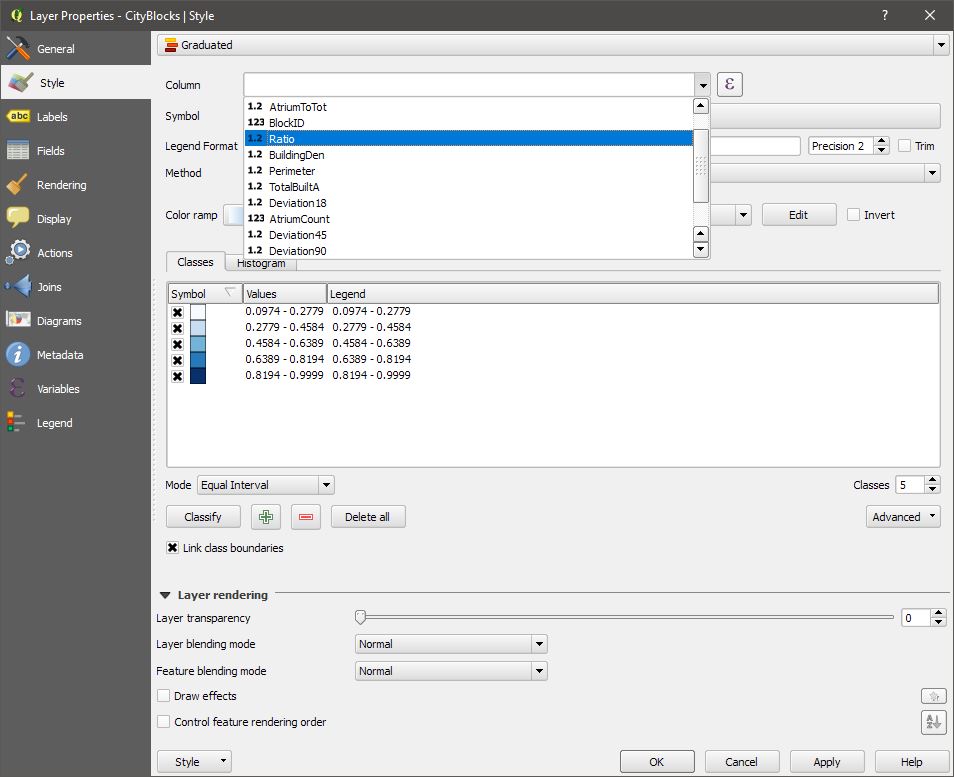 Layer Properties - CityBlocks | Style
?
General
Style
Labels
Fields
Rendering
Display
Actions
Joins
Diagrams
Metadata
Variables
Legend
Graduated
Column
ε
1.2 AtriumToTot
123 BlockID
1.2 Ratio
1.2 BuildingDen
1.2 Perimeter
1.2 TotalBuiltA
1.2 Deviation18
123 AtriumCount
1.2 Deviation45
1.2 Deviation90
Symbol
Legend Format
Precision 2
Trim
Method
Color ramp
Edit
Invert
Classes
Histogram
Symbol Values Legend
0.0974 - 0.2779 0.0974 - 0.2779
0.2779 - 0.4584 0.2779 - 0.4584
0.4584 - 0.6389 0.4584 - 0.6389
0.6389 - 0.8194 0.6389 - 0.8194
0.8194 - 0.9999 0.8194 - 0.9999
Mode Equal Interval
Classes 5
Classify
Delete all
Advanced
Link class boundaries
Layer rendering
Layer transparency
0
Layer blending mode Normal
Feature blending mode Normal
Draw effects
Control feature rendering order
Style
OK
Cancel
Apply
Help